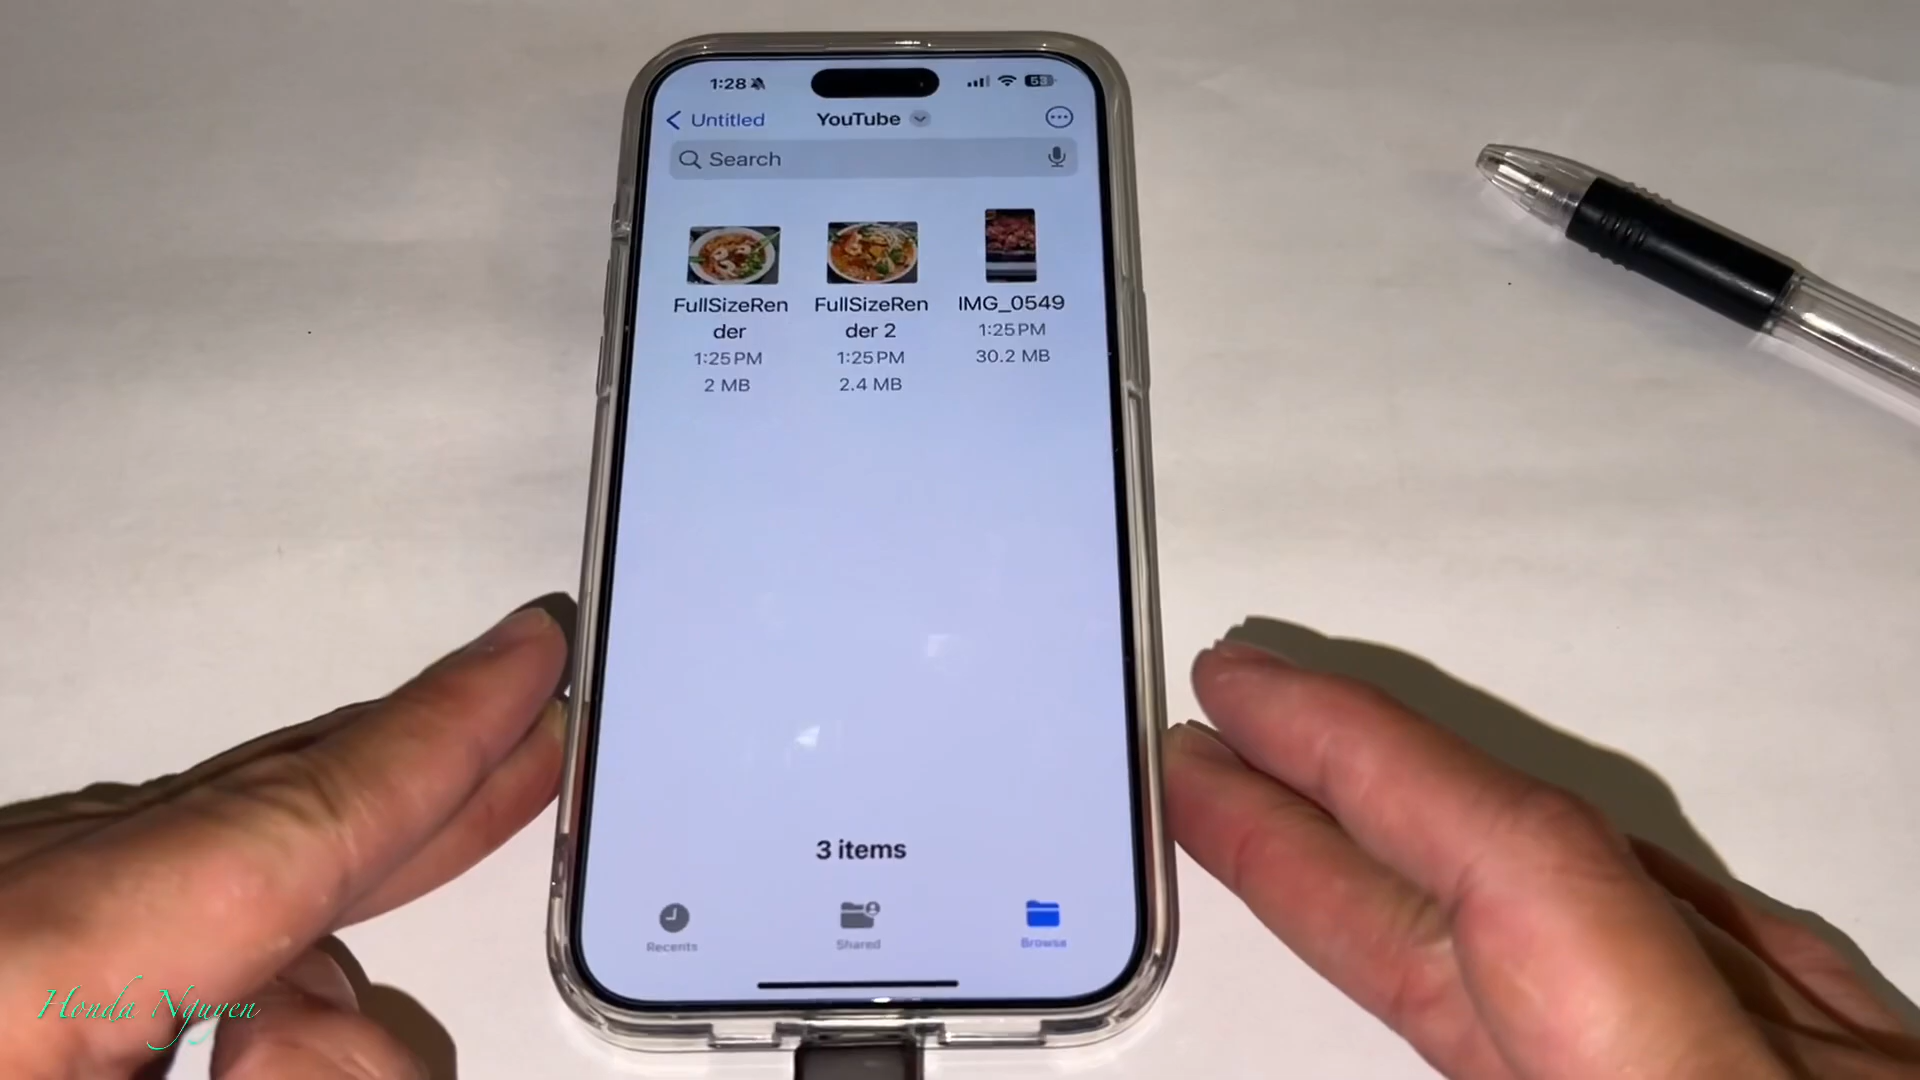 1:28
53
Untitled
YouTube
Search
FullSizeRen
der
1:25 PM
2 MB
FullSizeRen
der 2
1:25 PM
2.4 MB
IMG_0549
1:25 PM
30.2 MB
3 items
Recents
Shared
Browse
Honda Nguyen